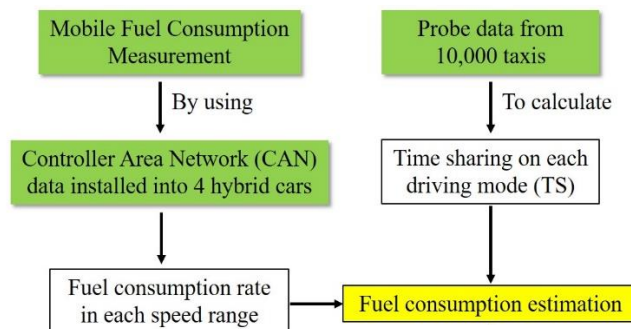 Mobile Fuel Consumption
Measurement
Probe data from
10,000 taxis
By using
To calculate
Controller Area Network (CAN)
data installed into 4 hybrid cars
Time sharing on each
driving mode (TS)
Fuel consumption rate
in each speed range
Fuel consumption estimation